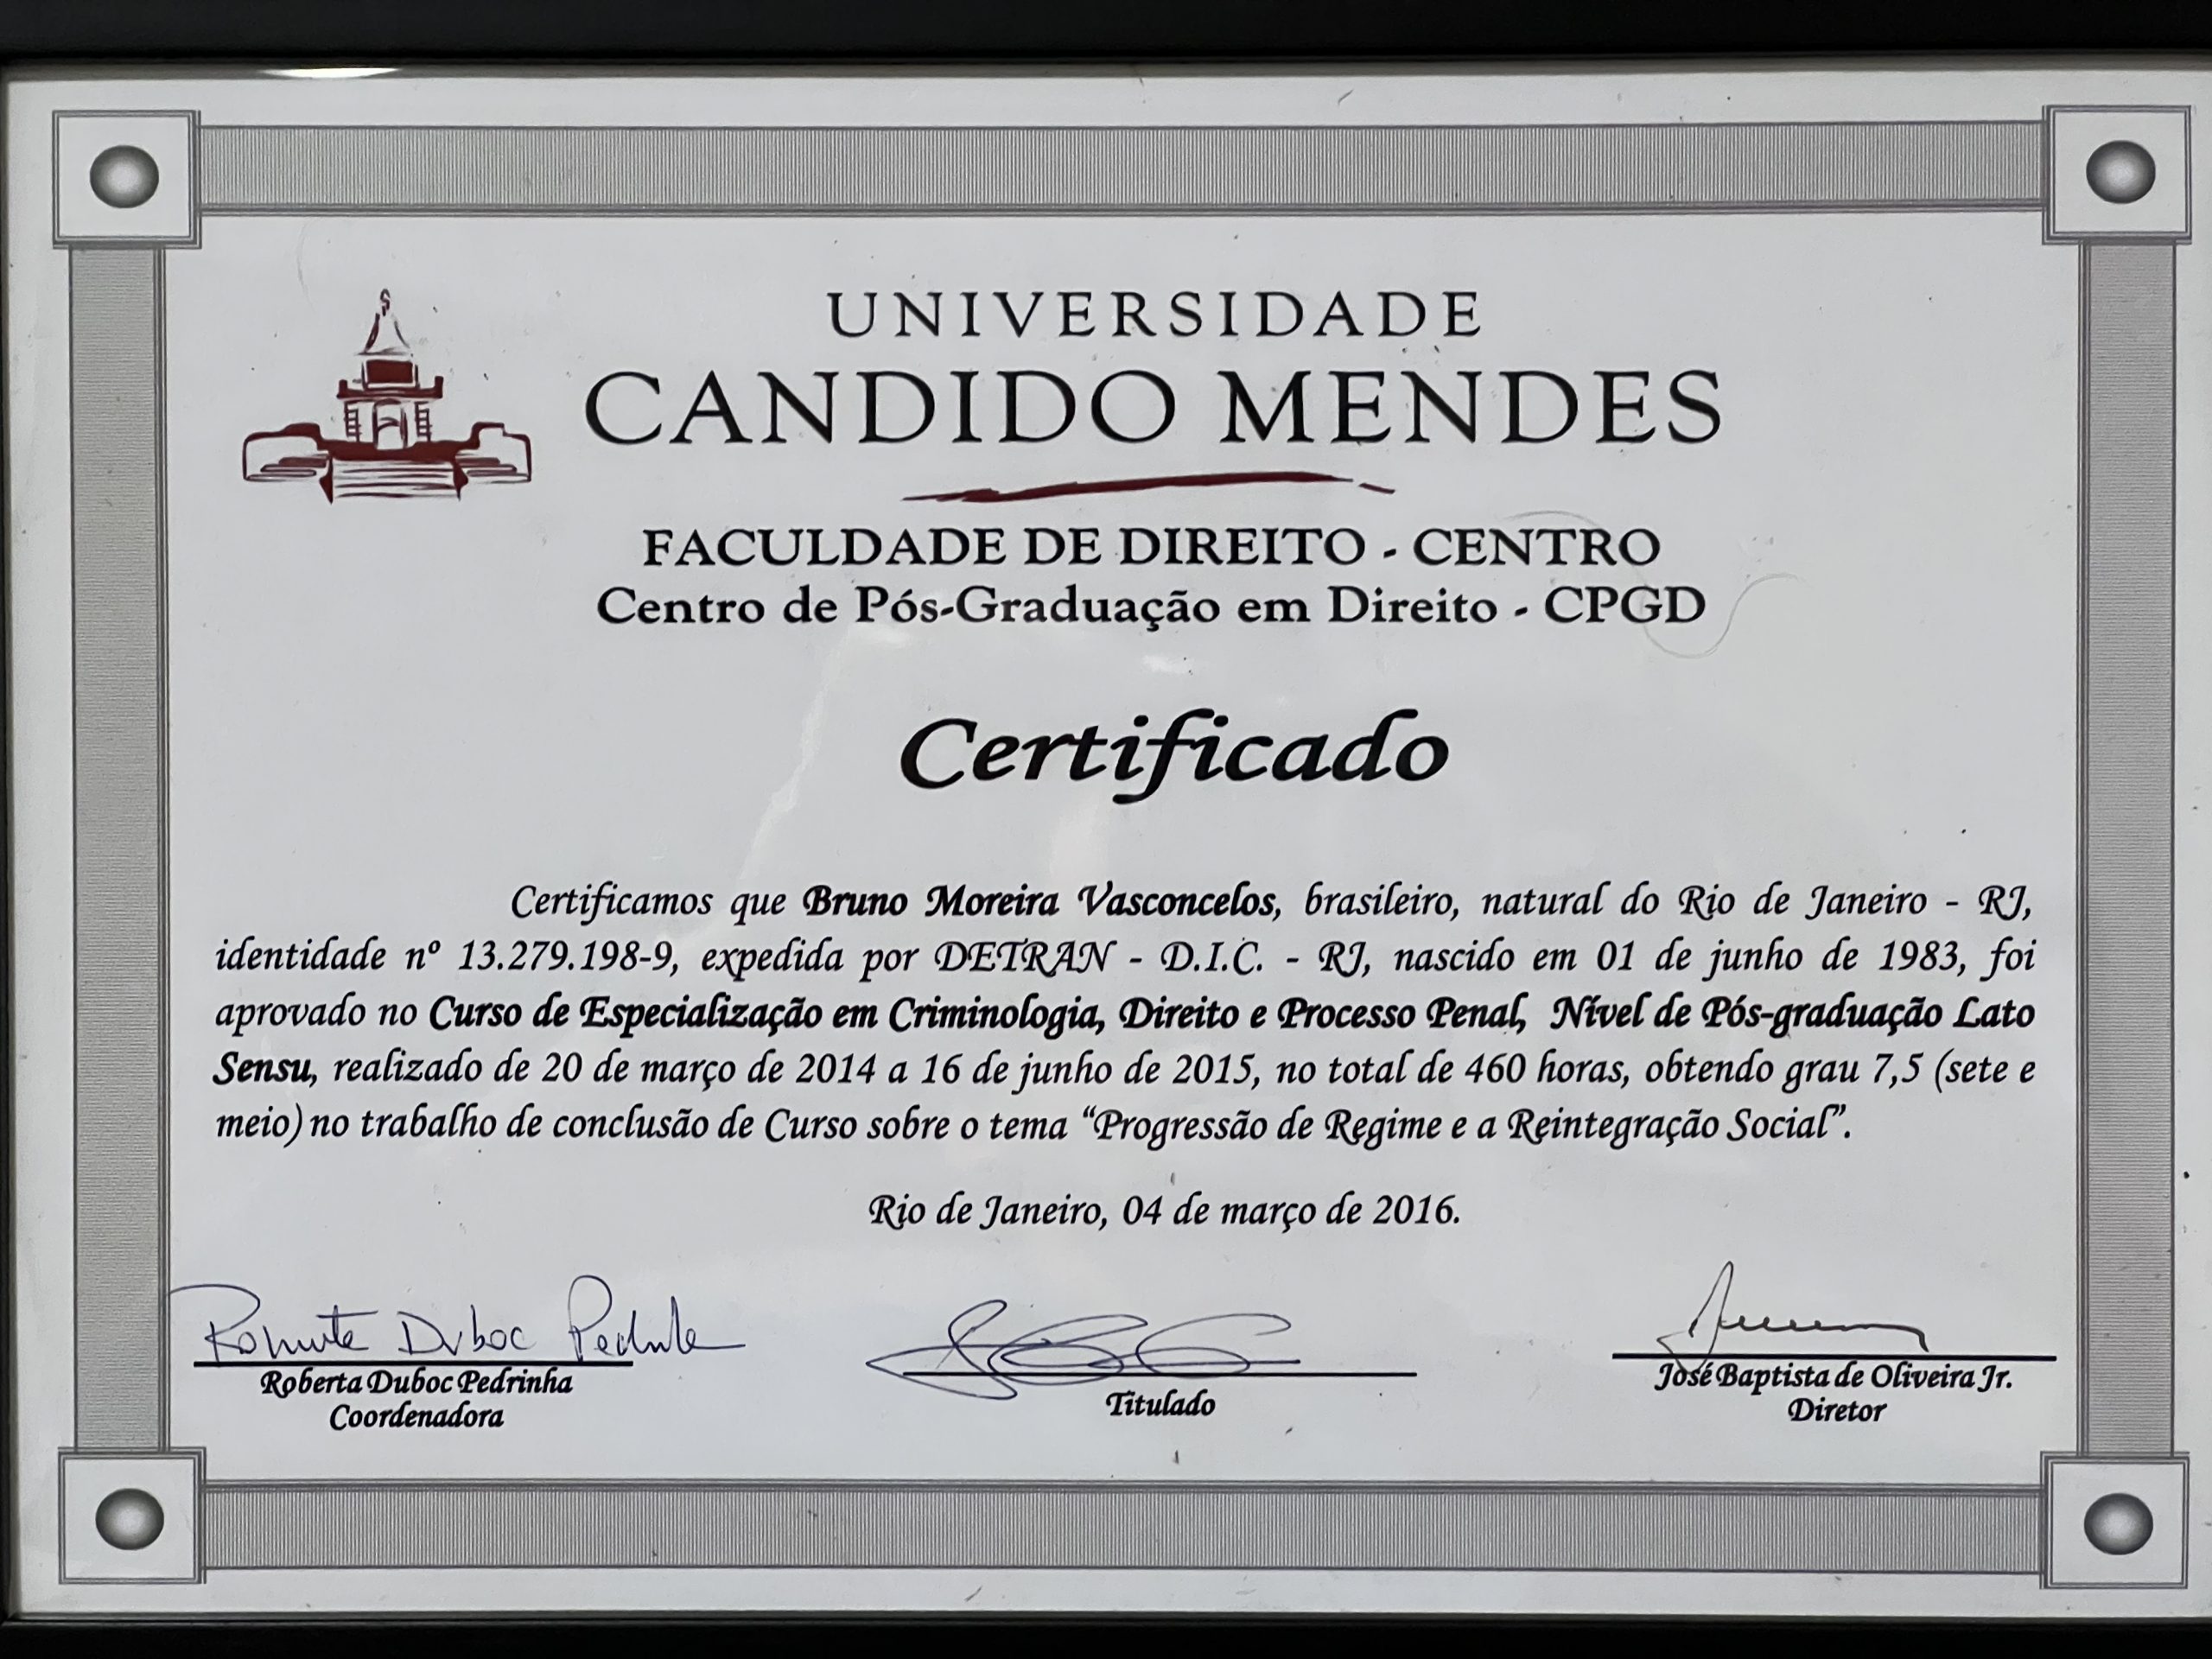 UNIVERSIDADE
CANDIDO MENDES
FACULDADE DE DIREITO - CENTRO
Centro de Pós-Graduação em Direito - CPGD
Certificado
Certificamos que Bruno Moreira Vasconcelos, brasileiro, natural do Rio de Janeiro - RJ,
identidade nº 13.279.198-9, expedida por DETRAN - D.I.C. - RJ, nascido em 01 de junho de 1983, foi
aprovado no Curso de Especialização em Criminologia, Direito e Processo Penal, Nível de Pós-graduação Lato
Sensu, realizado de 20 de março de 2014 a 16 de junho de 2015, no total de 460 horas, obtendo grau 7,5 (sete e
meio) no trabalho de conclusão de Curso sobre o tema “Progressão de Regime e a Reintegração Social”.
Rio de Janeiro, 04 de março de 2016.
Duboc
Roberta Duboc Pedrinha
Coordenadora
Titulado
José Baptista de Oliveira Jr.
Diretor